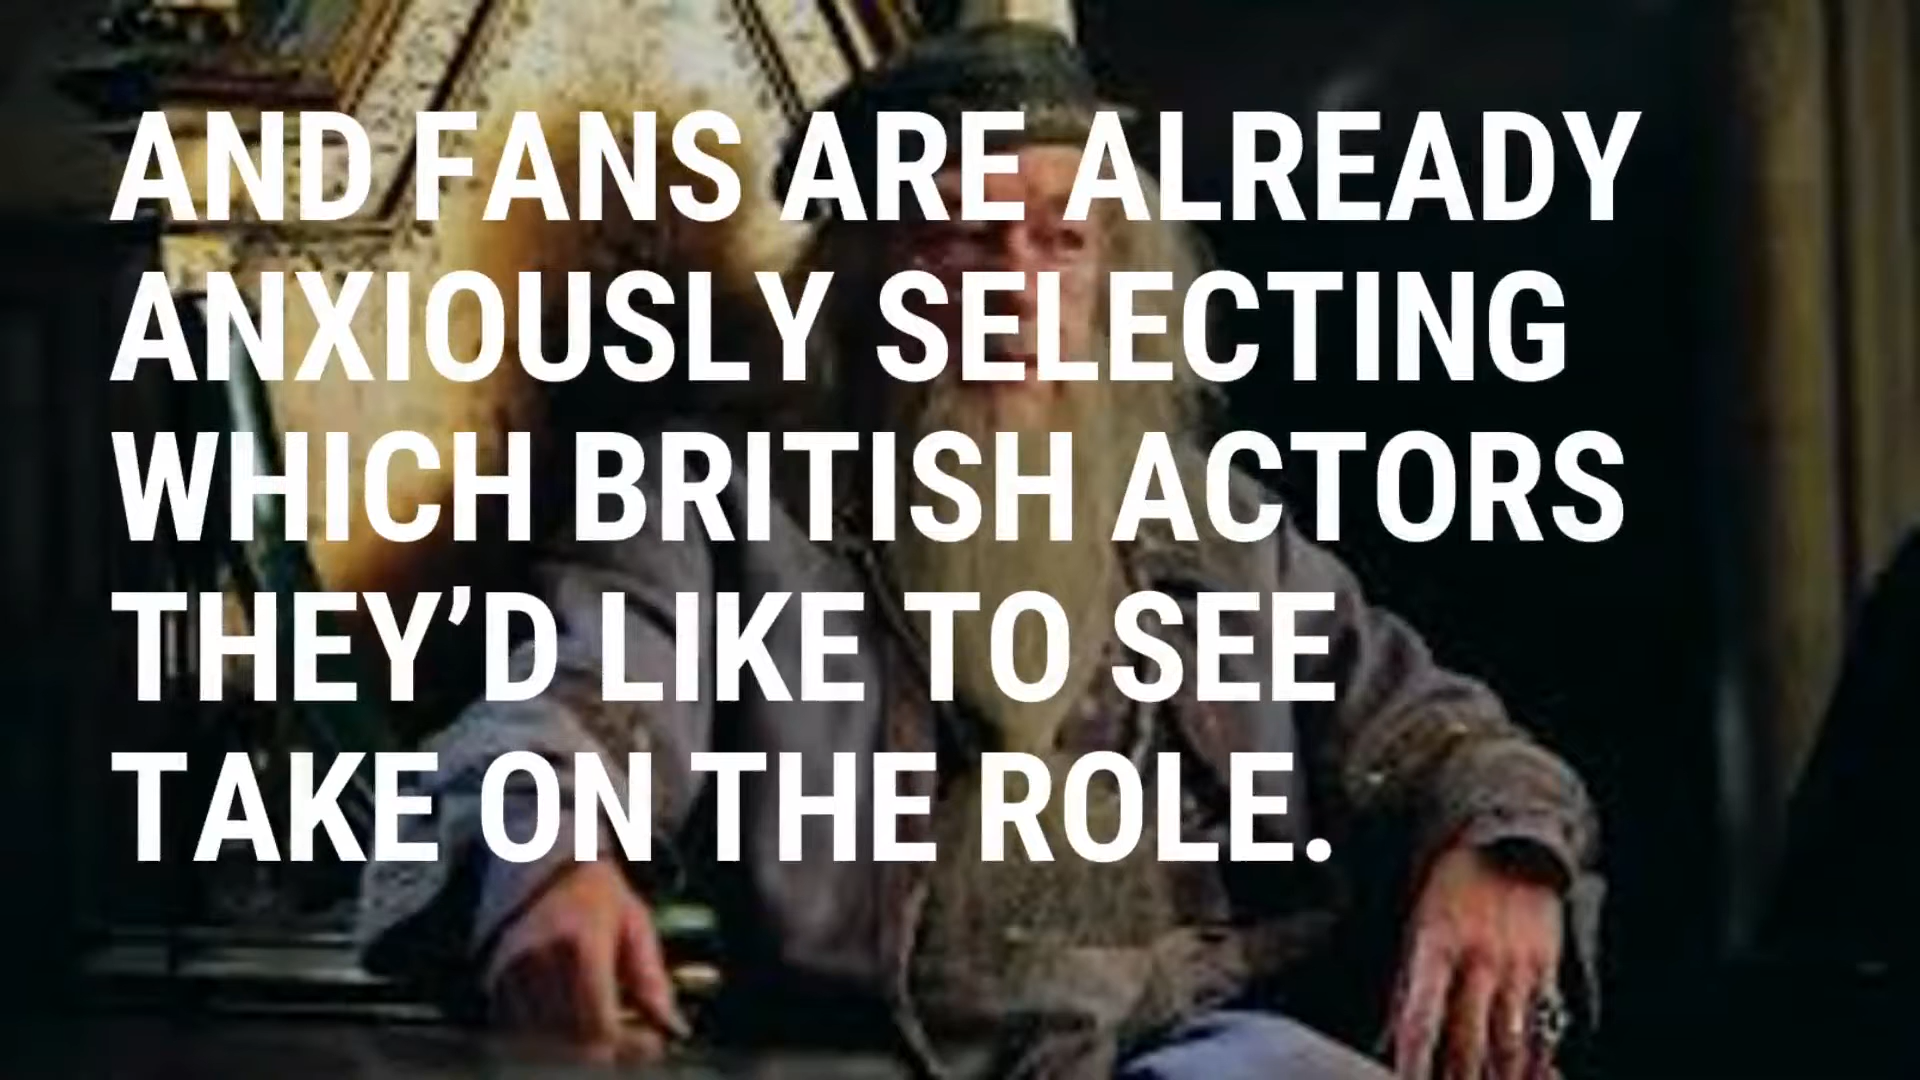 AND FANS ARE ALREADY
ANXIOUSLY SELECTING
WHICH BRITISH ACTORS
THEY’D LIKE TO SEE
TAKE ON THE ROLE.